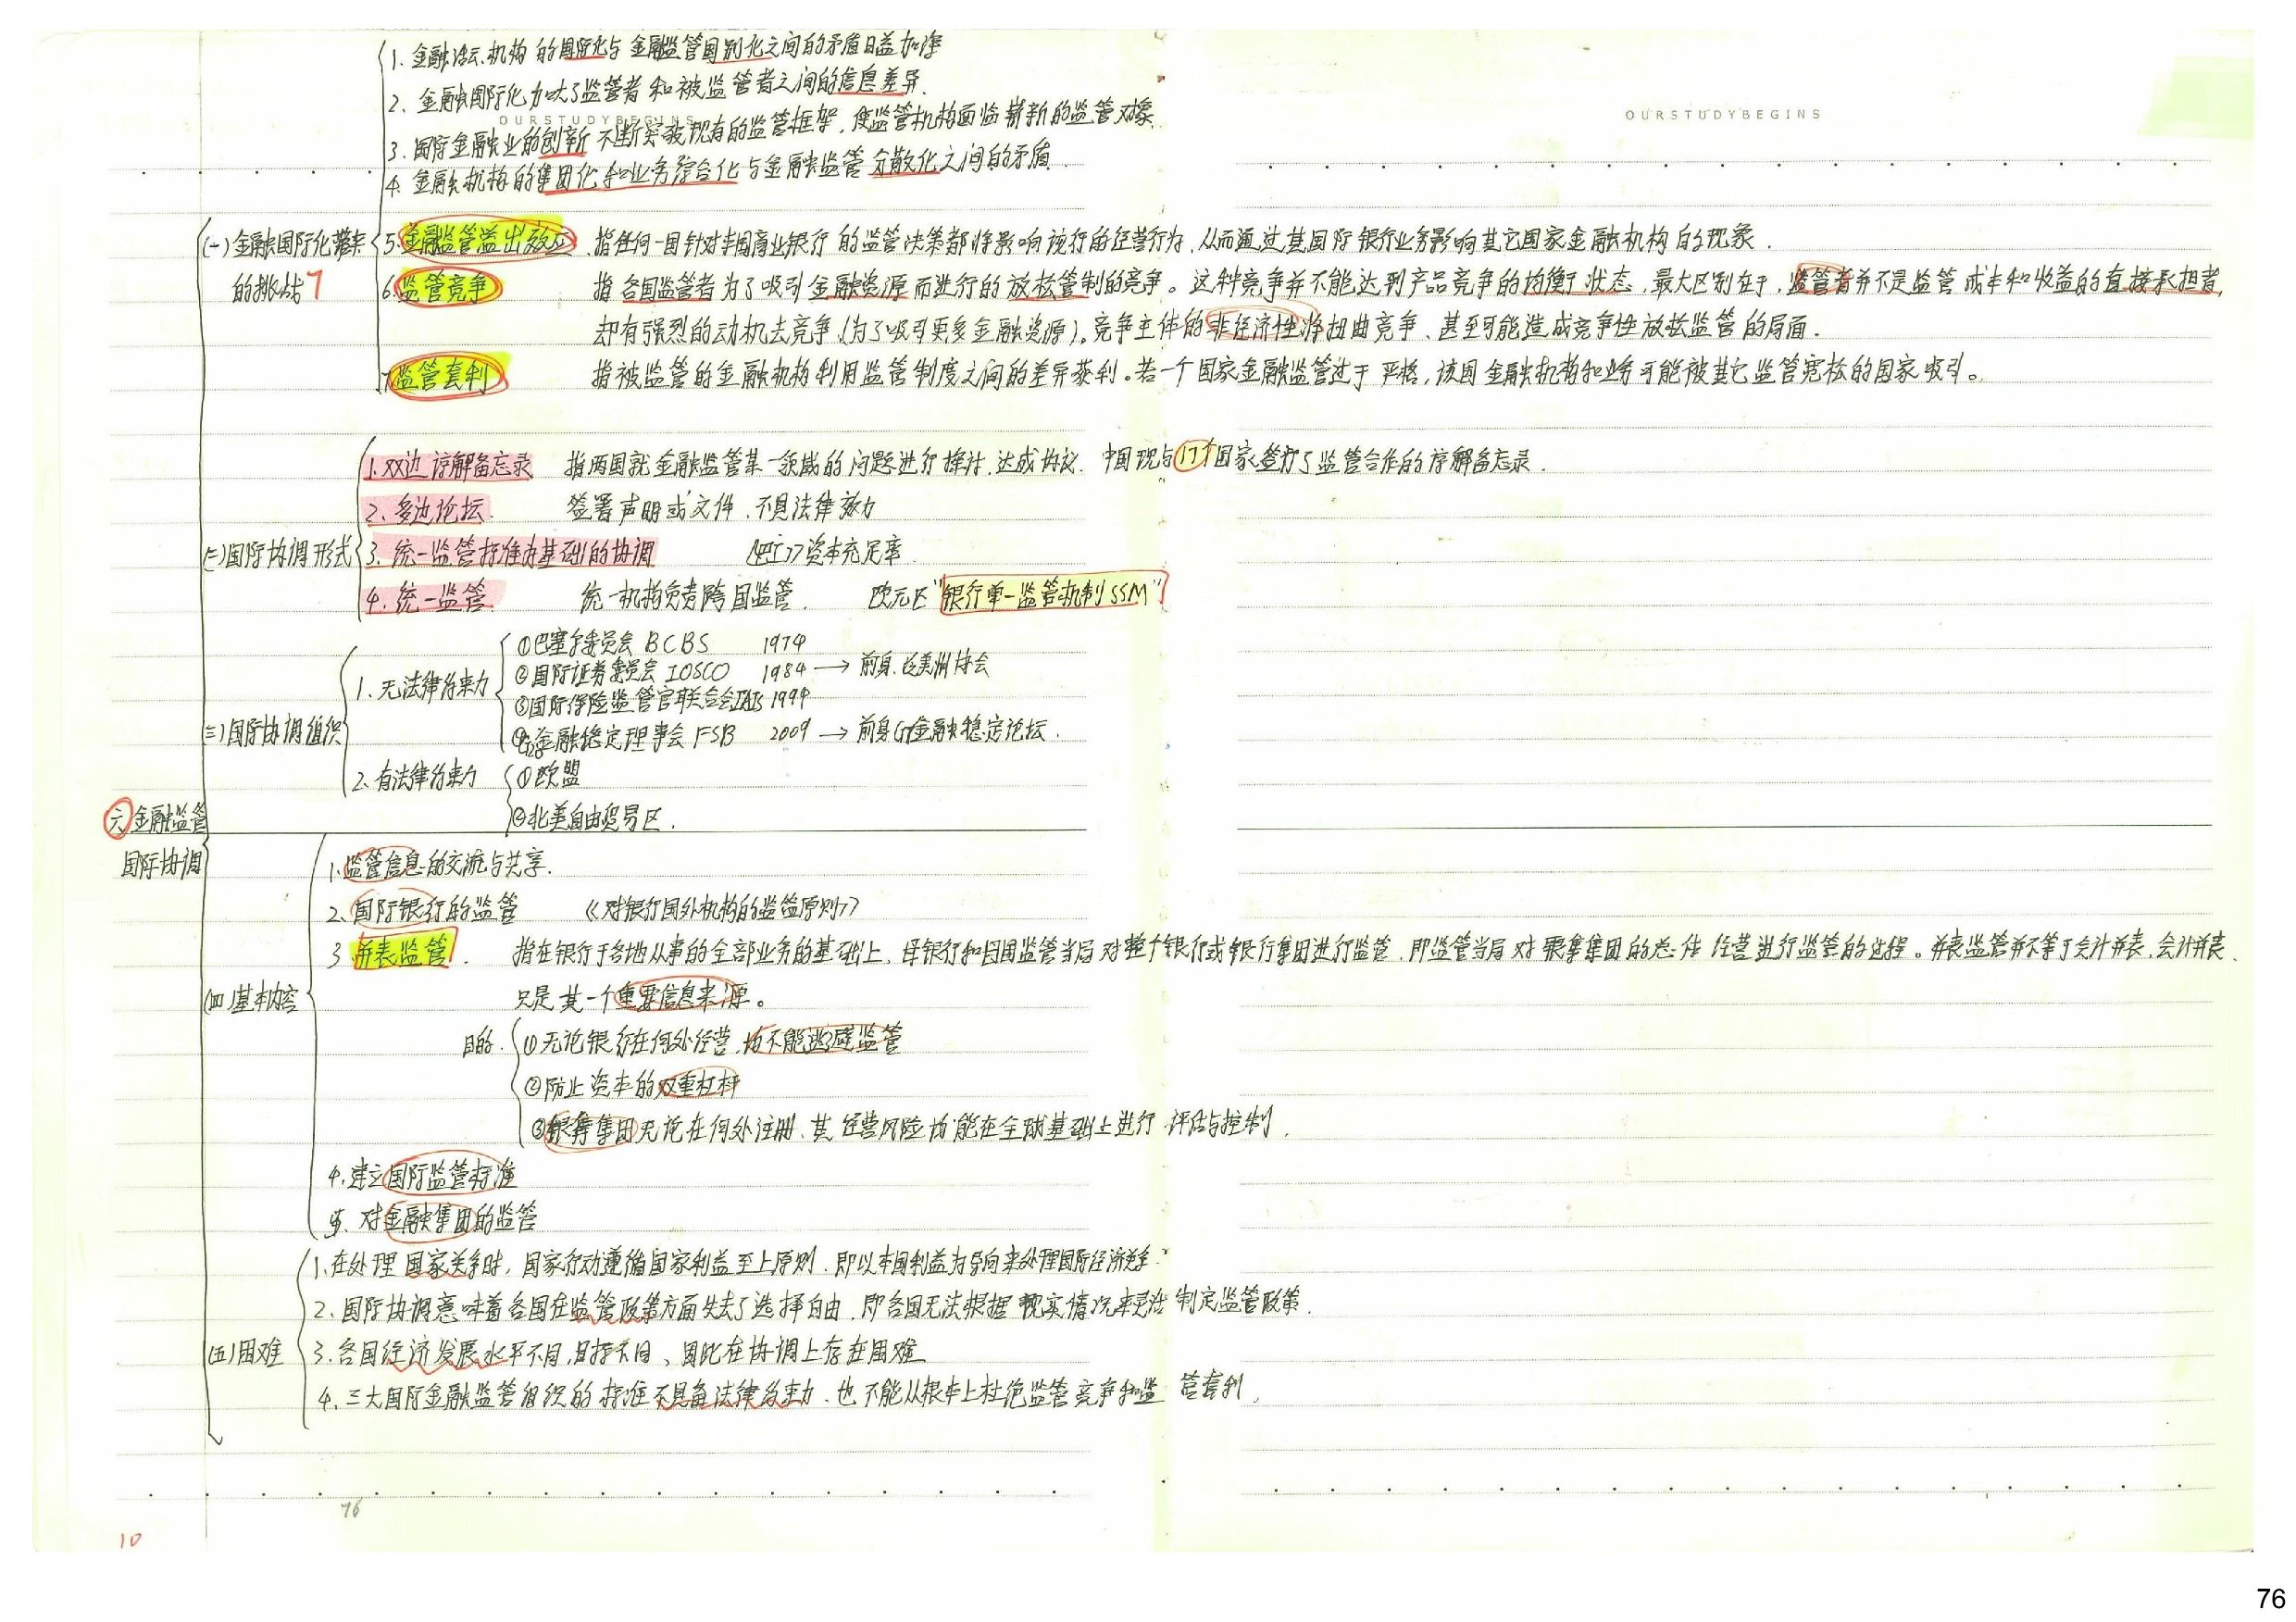 1. 金融活动、机构的国际化与金融监管国别化之间的矛盾日益加深
2. 金融国际化加大了监管者和被监管者之间的信息差异.
OURSTUDYBEGINS
OURSTUDYBEGINS
3. 国际金融业的创新不断突破现有的监管框架, 使监管机构面临崭新的监管对象.
4. 金融机构的集团化和业务综合化与金融监管分散化之间的矛盾.
(一)金融国际化带来的挑战 7
5.金融监管溢出效应 指任何一国针对本国商业银行的监管决策都将影响该行的经营行为, 从而通过其国际银行业务影响其它国家金融机构的现象.
6.监管竞争 指各国监管者为了吸引金融资源而进行的放松管制的竞争。这种竞争并不能达到产品竞争的均衡状态, 最大区别在于, 监管者并不是监管成本和收益的直接承担者,
却有强烈的动机去竞争(为了吸引更多金融资源)。竞争主体的非经济性将扭曲竞争、甚至可能造成竞争性放松监管的局面.
7.监管套利 指被监管的金融机构利用监管制度之间的差异获利。若一个国家金融监管过于严格, 该国金融机构和业务可能被其它监管宽松的国家吸引。
1.双边谅解备忘录 指两国就金融监管某一领域的问题进行探讨,达成协议. 中国现与17个国家签订了监管合作的谅解备忘录.
2、多边论坛. 签署声明或文件、不具法律效力
(二)国际协调形式
3. 统一监管标准为基础的协调 《巴》资本充足率.
4. 统一监管. 统一机构负责跨国监管. 欧元区"银行单一监管机制SSM"
①巴塞尔委员会 BCBS 1974
②国际证券委员会 IOSCO 1984 → 前身、泛美洲协会
1. 无法律约束力
③国际保险监管官联合会IAIS 1994
(三)国际协调组织
④金融稳定理事会 FSB 2009 → 前身G7金融稳定论坛.
G20
2、有法律约束力 ①欧盟
②北美自由贸易区.
六 金融监管
国际协调
1.监管信息的交流与共享.
2、国际银行的监管 《对银行国外机构的监管原则》
3 并表监管. 指在银行于各地从事的全部业务的基础上, 母银行和母国监管当局对整个银行或银行集团进行监管, 即监管当局对银行集团的总体经营进行监管的过程。并表监管并不等于会计并表, 会计并表
(四)基本内容
只是其一个重要信息来源。
目的. ①无论银行在何处经营,均不能逃避监管
②防止资本的双重杠杆
③银行集团无论在何处注册、其经营风险均能在全球基础上进行评估与控制.
4.建立国际监管标准
5、对金融集团的监管
1.在处理国家关系时, 国家行动遵循国家利益至上原则、即以本国利益为导向来处理国际经济关系.
2. 国际协调意味着各国在监管政策方面失去了选择自由, 即各国无法根据现实情况来灵活制定监管政策.
(五)困难
3. 各国经济发展水平不同,目标不同、因此在协调上存在困难
4. 三大国际金融监管组织的标准不具备法律约束力、也不能从根本上杜绝监管竞争和监管套利,
76
10
76